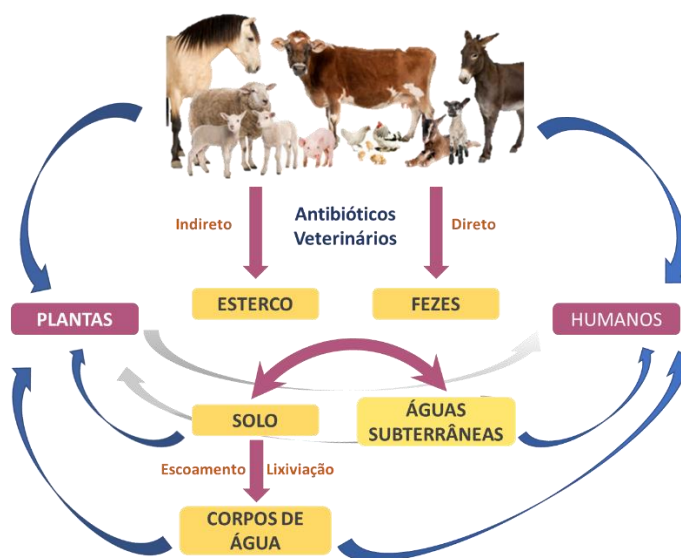 Indireto
Antibióticos
Veterinários
Direto
ESTERCO
FEZES
PLANTAS
HUMANOS
SOLO
ÁGUAS
SUBTERRÂNEAS
Escoamento
Lixiviação
CORPOS DE
ÁGUA